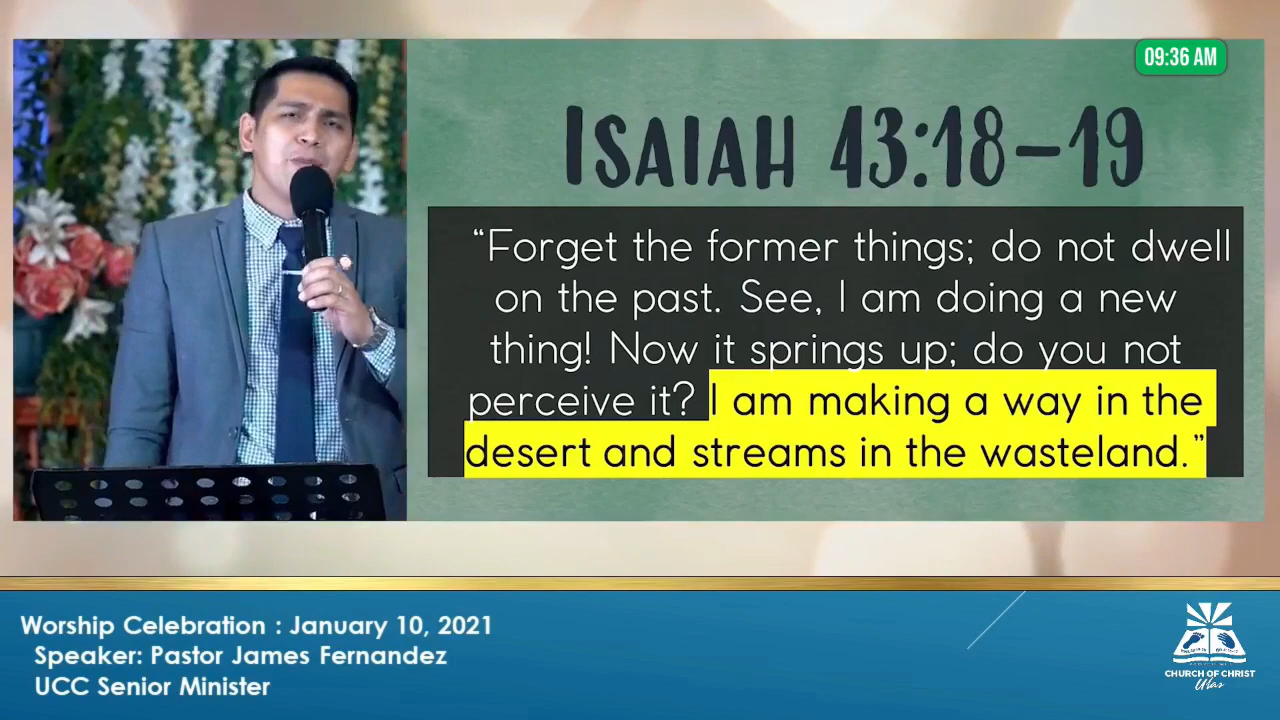 09:36 AM
ISAIAH 43:18–19
“Forget the former things; do not dwell
on the past. See, I am doing a new
thing! Now it springs up; do you not
perceive it? I am making a way in the
desert and streams in the wasteland.”
Worship Celebration : January 10, 2021
Speaker: Pastor James Fernandez
UCC Senior Minister
CHURCH OF CHRIST
Ulas